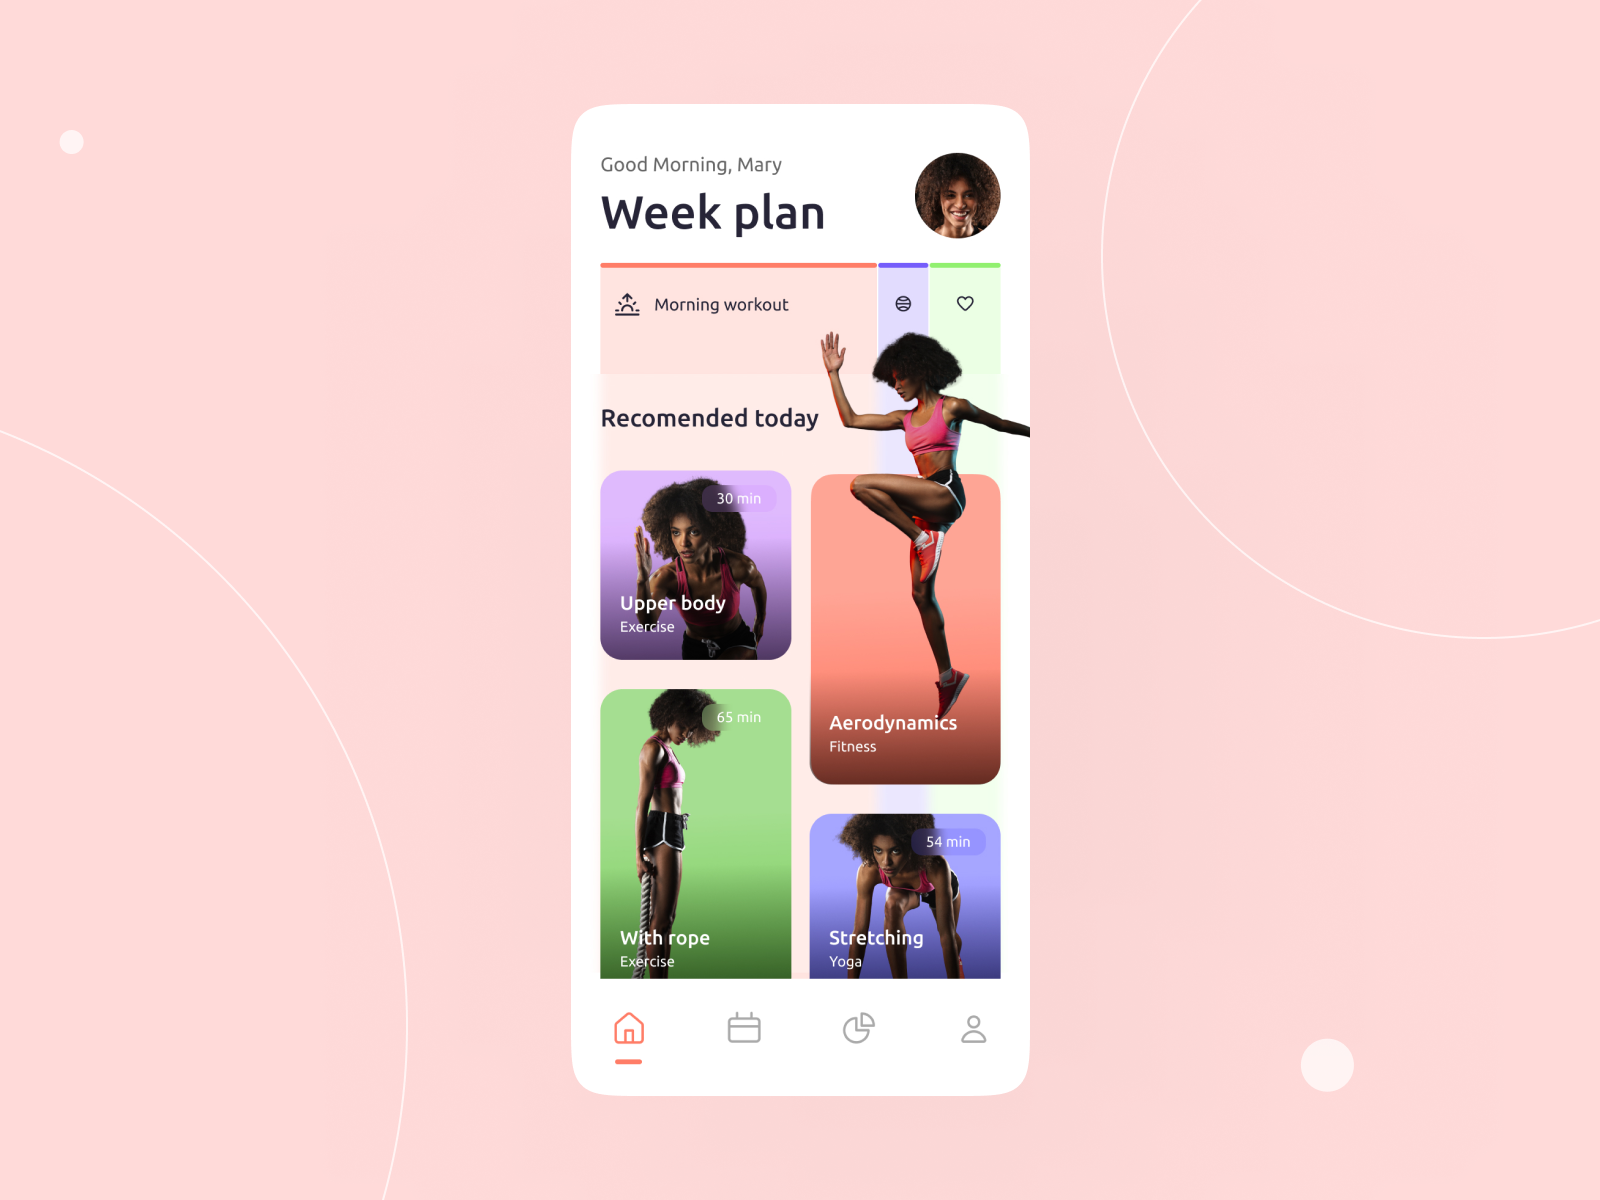 Good Morning, Mary
Week plan
Morning workout
Recomended today
30 min
Upper body
Exercise
Aerodynamics
Fitness
65 min
With rope
Exercise
54 min
Stretching
Yoga